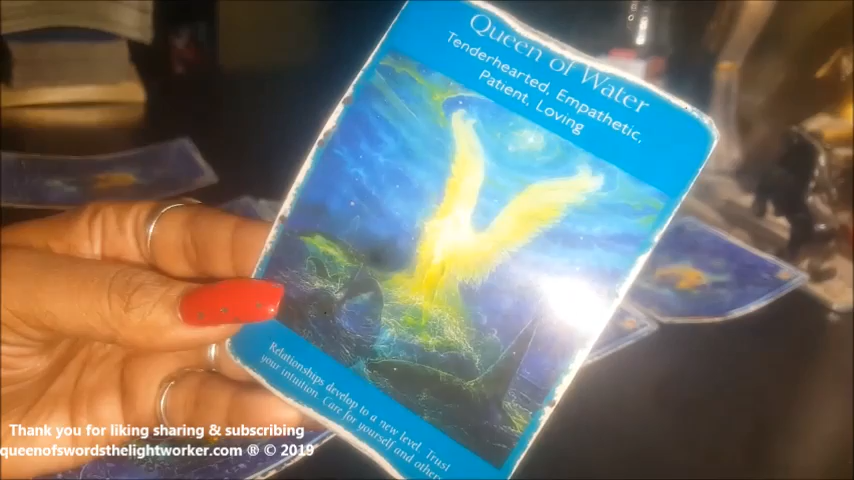 Queen of Water
Tenderhearted, Empathetic,
Patient, Loving
Relationships develop to a new level. Trust
your intuition. Care for yourself and others.
Thank you for liking sharing & subscribing
queenofswordsthelightworker.com ® © 2019